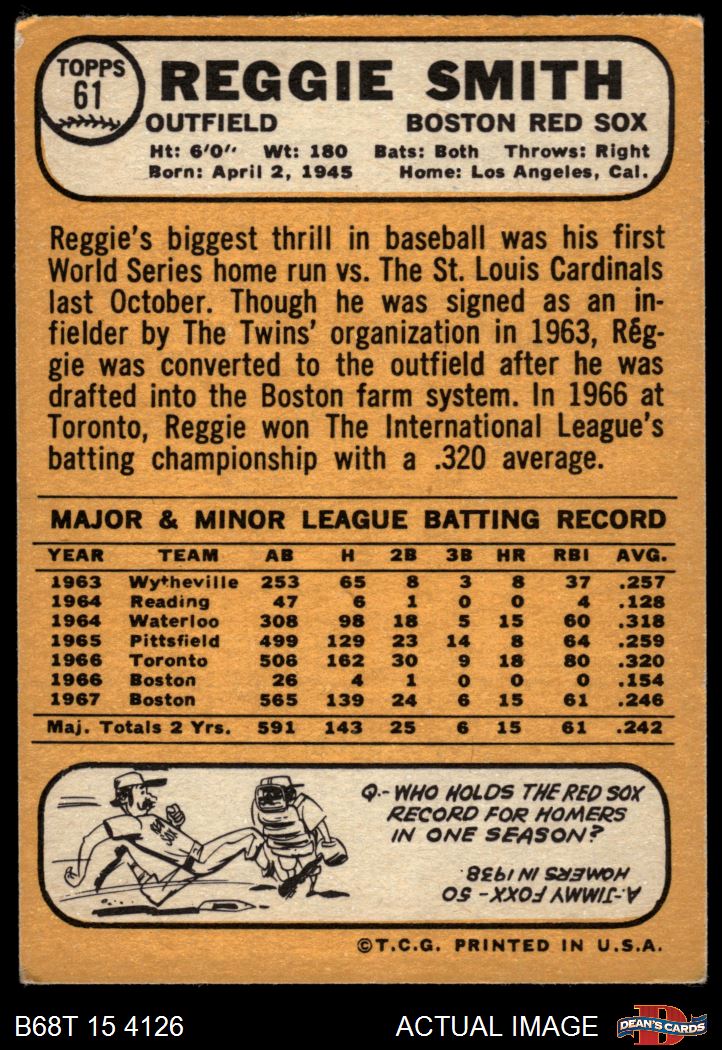 TOPPS
61
REGGIE SMITH
OUTFIELD BOSTON RED SOX
Ht: 6'0" Wt: 180 Bats: Both Throws: Right
Born: April 2, 1945 Home: Los Angeles, Cal.
Reggie's biggest thrill in baseball was his first
World Series home run vs. The St. Louis Cardinals
last October. Though he was signed as an in-
fielder by The Twins' organization in 1963, Rég-
gie was converted to the outfield after he was
drafted into the Boston farm system. In 1966 at
Toronto, Reggie won The International League's
batting championship with a .320 average.
MAJOR & MINOR LEAGUE BATTING RECORD
YEAR TEAM AB H 2B 3B HR RBI AVG.
1963 Wytheville 253 65 8 3 8 37 .257
1964 Reading 47 6 1 0 0 4 .128
1964 Waterloo 308 98 18 5 15 60 .318
1965 Pittsfield 499 129 23 14 8 64 .259
1966 Toronto 506 162 30 9 18 80 .320
1966 Boston 26 4 1 0 0 0 .154
1967 Boston 565 139 24 6 15 61 .246
Maj. Totals 2 Yrs. 591 143 25 6 15 61 .242
RED SOX
Q.- WHO HOLDS THE RED SOX
RECORD FOR HOMERS
IN ONE SEASON?
A.- JIMMY FOXX - 50
HOMERS IN 1938.
©T.C.G. PRINTED IN U.S.A.
B68T 15 4126 ACTUAL IMAGE
D
DEAN'S CARDS